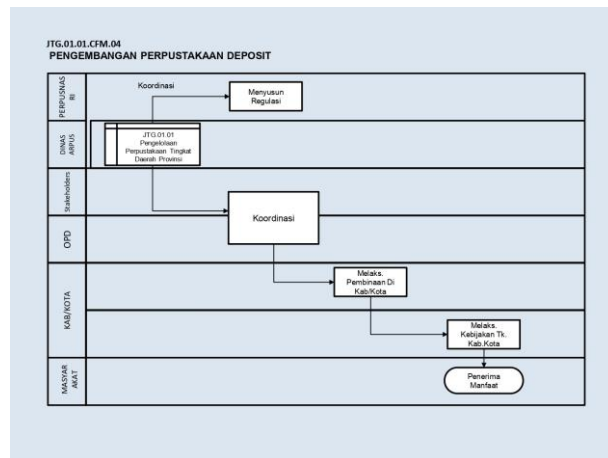 JTG.01.01.CFM.04
PENGEMBANGAN PERPUSTAKAAN DEPOSIT
PERPUSNAS
RI
Koordinasi
Menyusun
Regulasi
DINAS
ARPUS
JTG.01.01
Pengelolaan
Perpustakaan Tingkat
Daerah Provinsi
Stakeholders
Koordinasi
OPD
KAB/KOTA
Melaks.
Pembinaan Di
Kab/Kota
Melaks.
Kebijakan Tk.
Kab.Kota
MASYAR
AKAT
Penerima
Manfaat